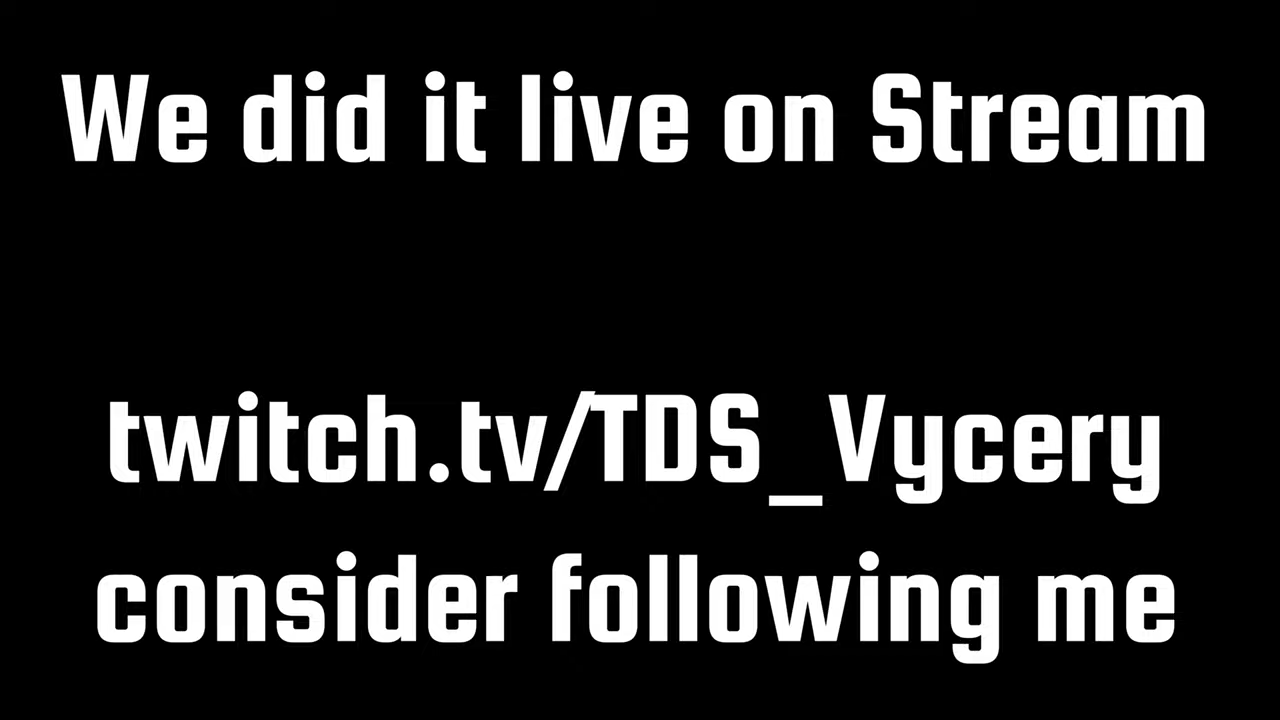 We did it live on Stream
twitch.tv/TDS_Vycery
consider following me